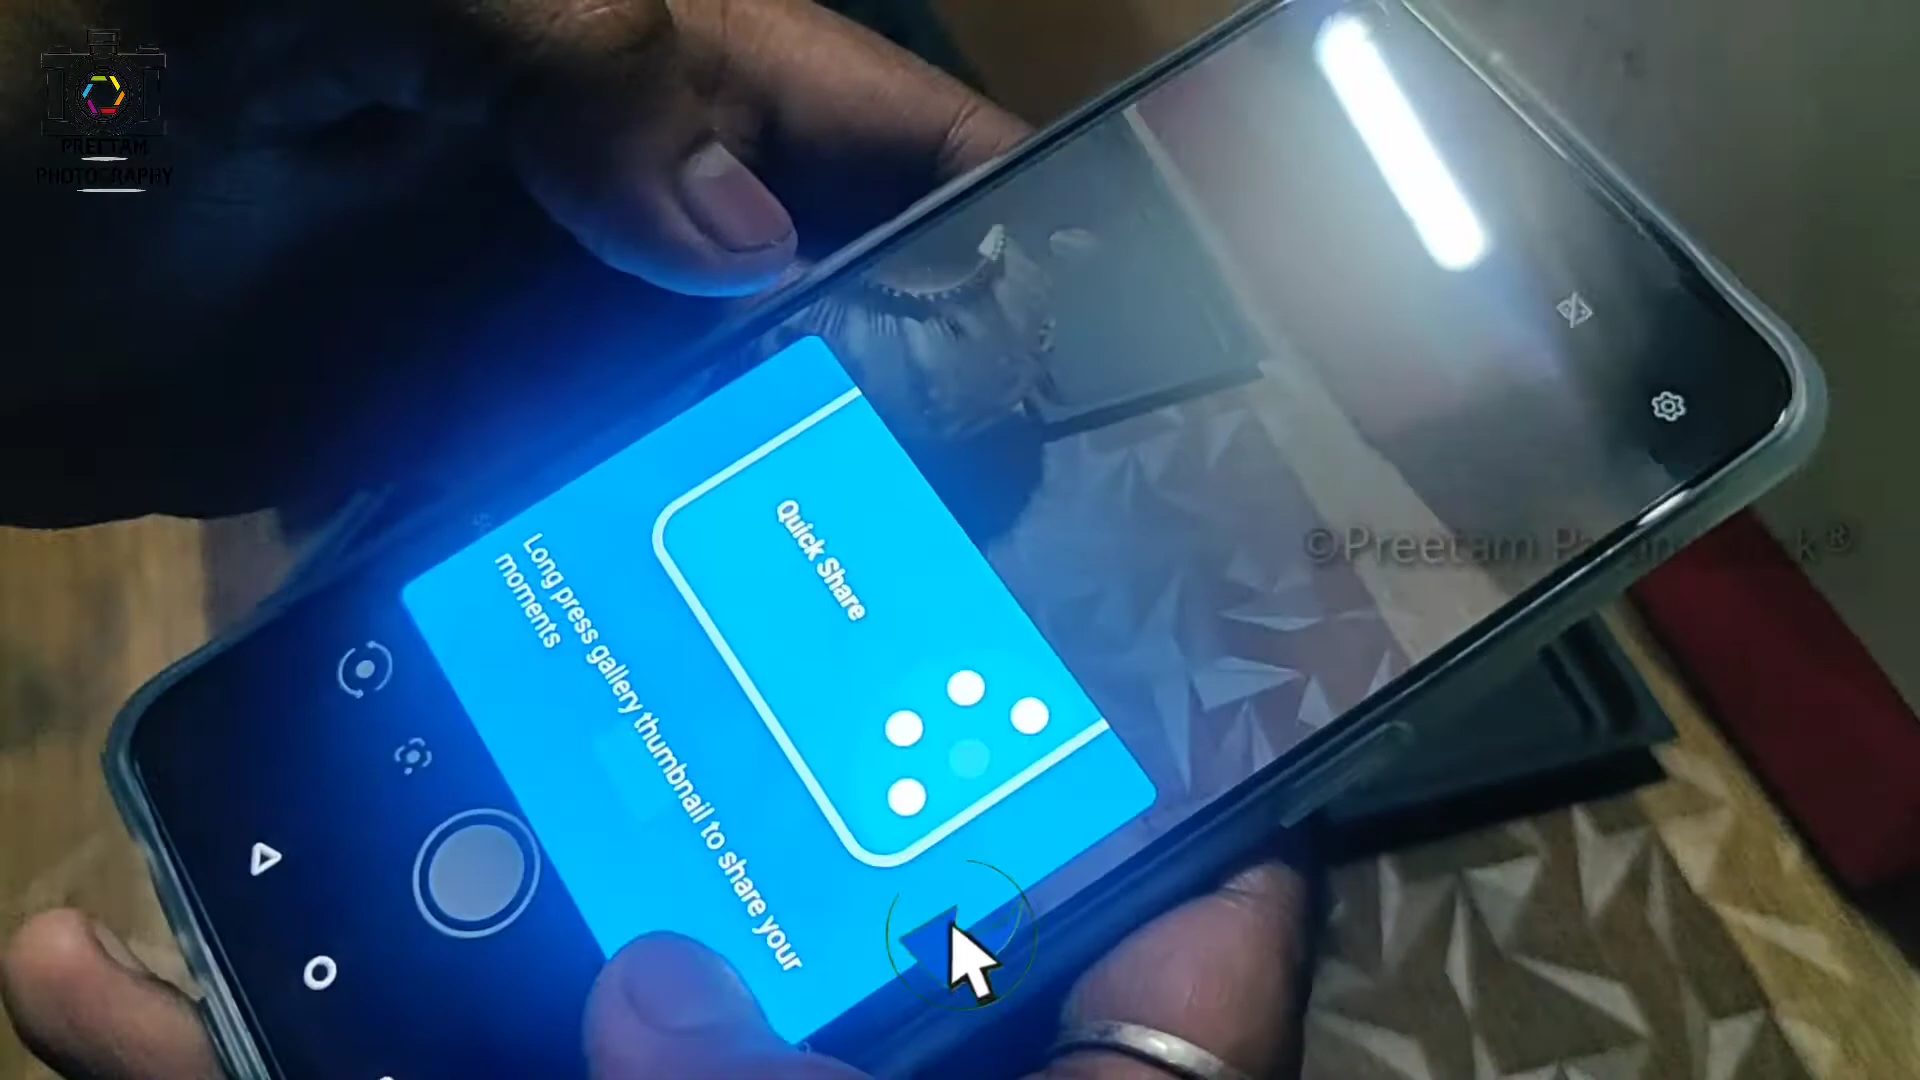 PREETAM
PHOTOGRAPHY
Quick Share
Long press gallery thumbnail to share your
moments
©Preetam